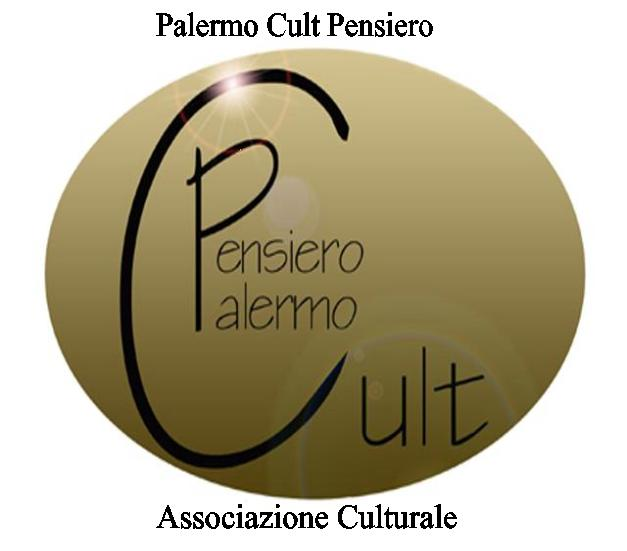 Palermo Cult Pensiero
Pensiero
Palermo
Cult
Associazione Culturale